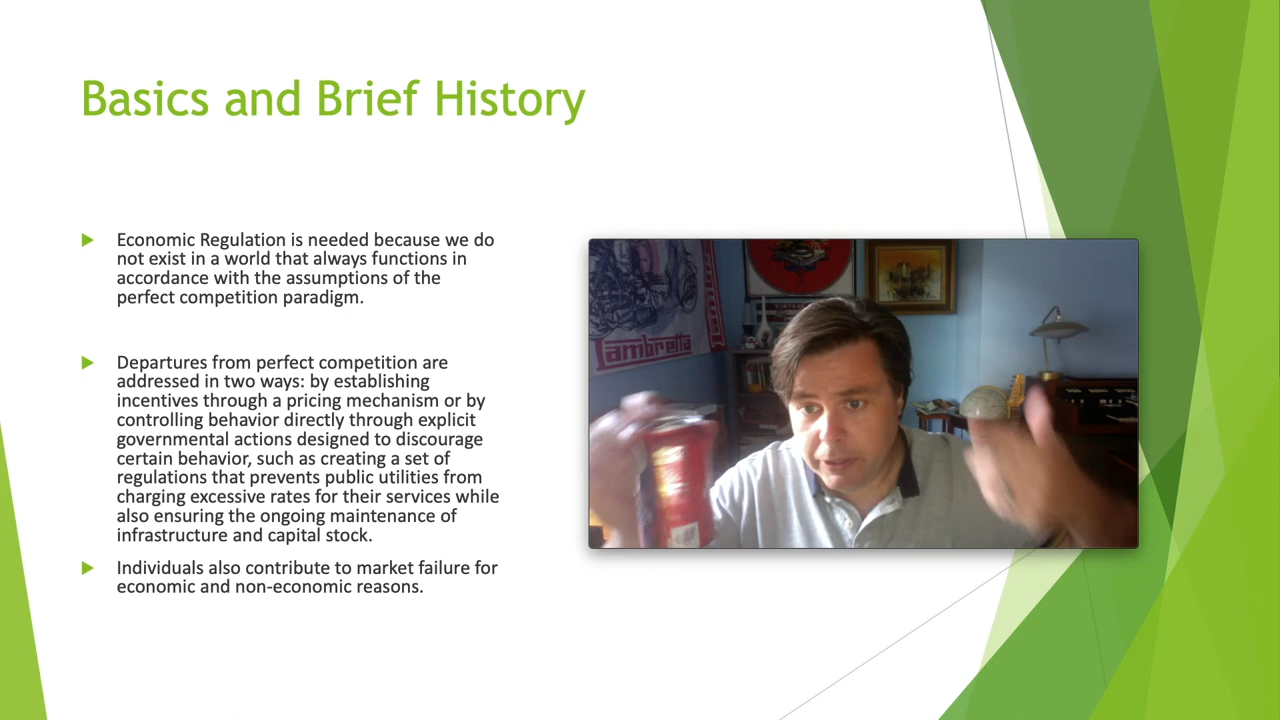 Basics and Brief History
Economic Regulation is needed because we do
not exist in a world that always functions in
accordance with the assumptions of the
perfect competition paradigm.
Departures from perfect competition are
addressed in two ways: by establishing
incentives through a pricing mechanism or by
controlling behavior directly through explicit
governmental actions designed to discourage
certain behavior, such as creating a set of
regulations that prevents public utilities from
charging excessive rates for their services while
also ensuring the ongoing maintenance of
infrastructure and capital stock.
Individuals also contribute to market failure for
economic and non-economic reasons.
Lambretta
Lambretta
VINTAGE